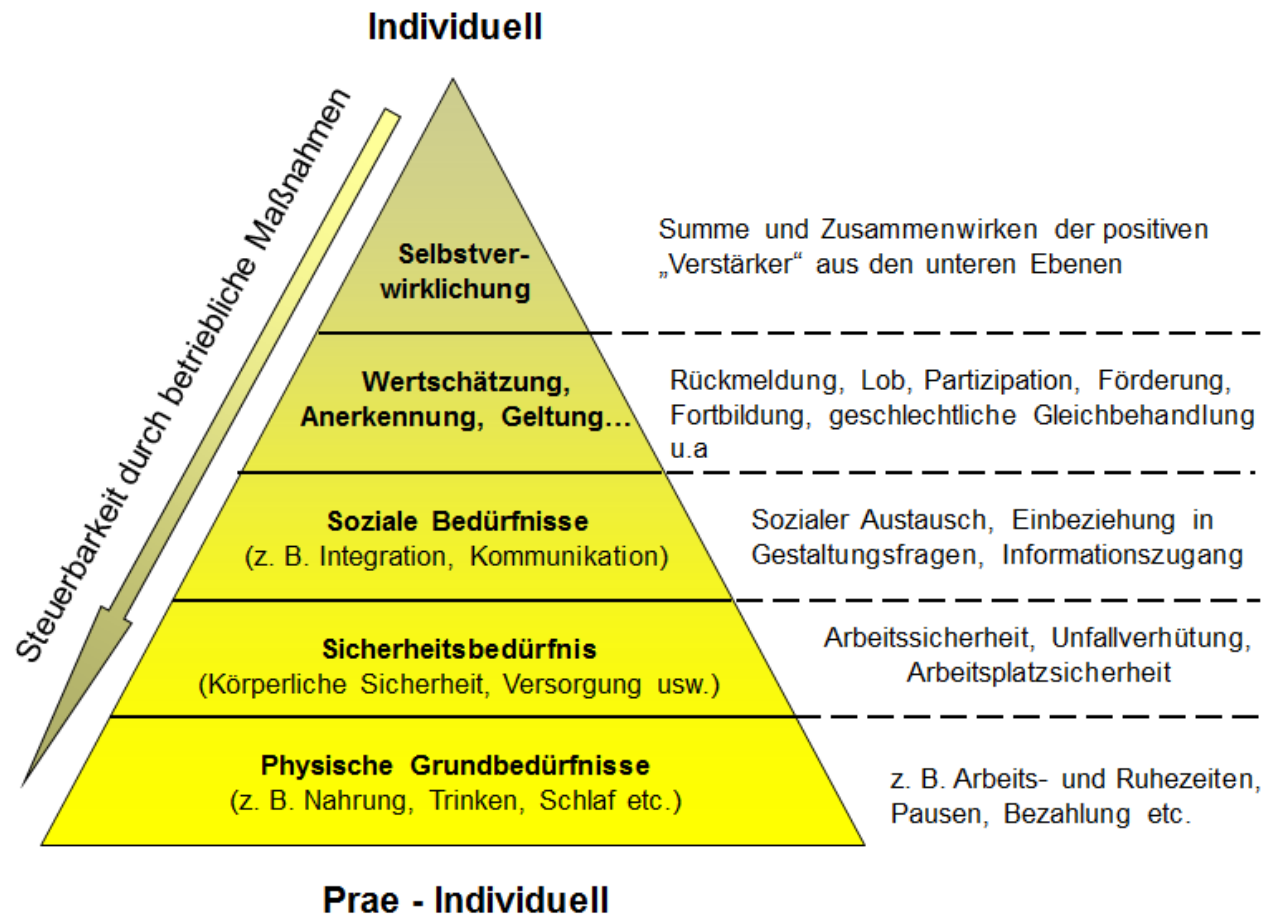 Individuell
Steuerbarkeit durch betriebliche Maßnahmen
Selbstver-
wirklichung
Summe und Zusammenwirken der positiven
„Verstärker“ aus den unteren Ebenen
Wertschätzung,
Anerkennung, Geltung...
Rückmeldung, Lob, Partizipation, Förderung,
Fortbildung, geschlechtliche Gleichbehandlung
u.a
Soziale Bedürfnisse
(z. B. Integration, Kommunikation)
Sozialer Austausch, Einbeziehung in
Gestaltungsfragen, Informationszugang
Sicherheitsbedürfnis
(Körperliche Sicherheit, Versorgung usw.)
Arbeitssicherheit, Unfallverhütung,
Arbeitsplatzsicherheit
Physische Grundbedürfnisse
(z. B. Nahrung, Trinken, Schlaf etc.)
z. B. Arbeits- und Ruhezeiten,
Pausen, Bezahlung etc.
Prae - Individuell